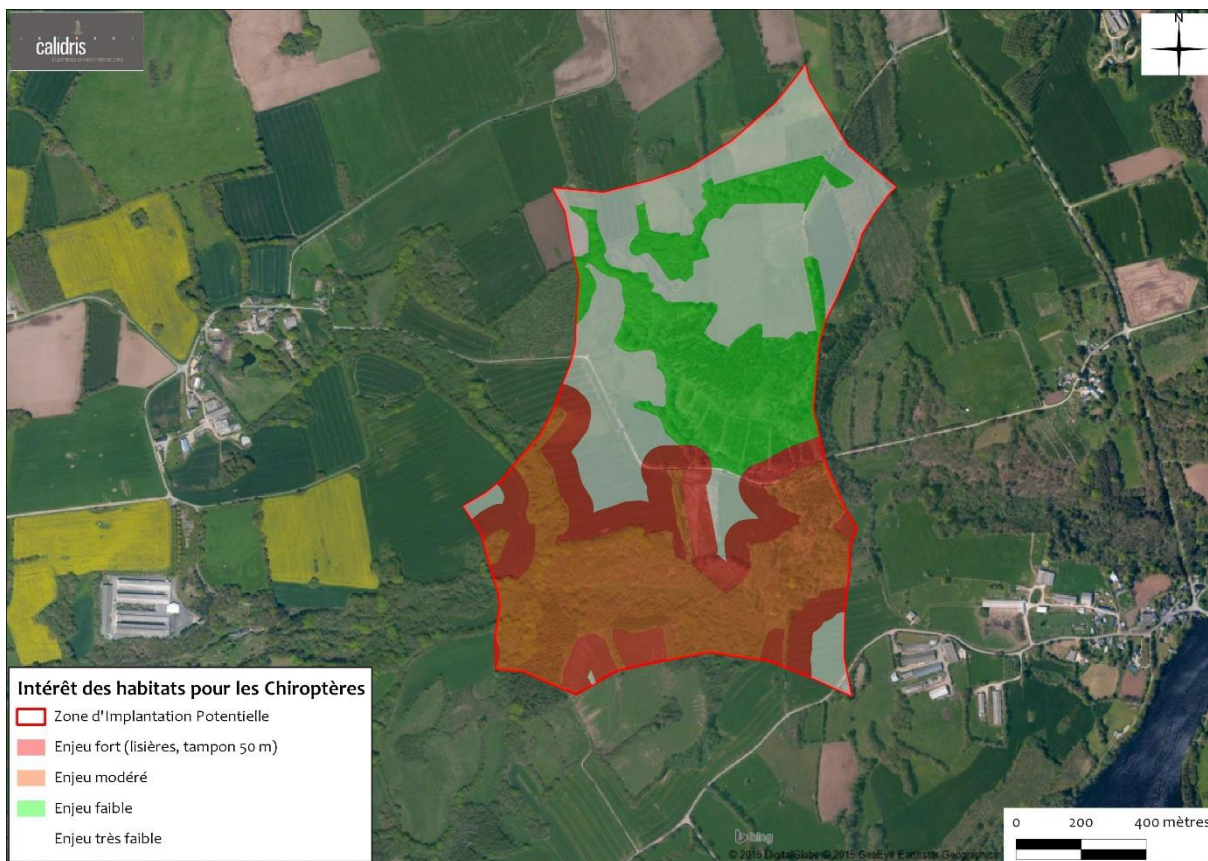 calidris
N
Intérêt des habitats pour les Chiroptères
Zone d'Implantation Potentielle
Enjeu fort (lisières, tampon 50 m)
Enjeu modéré
Enjeu faible
Enjeu très faible
0 200 400 mètres
bing
© 2015 DigitalGlobe © 2015 GeoEye Earthstar Geographics